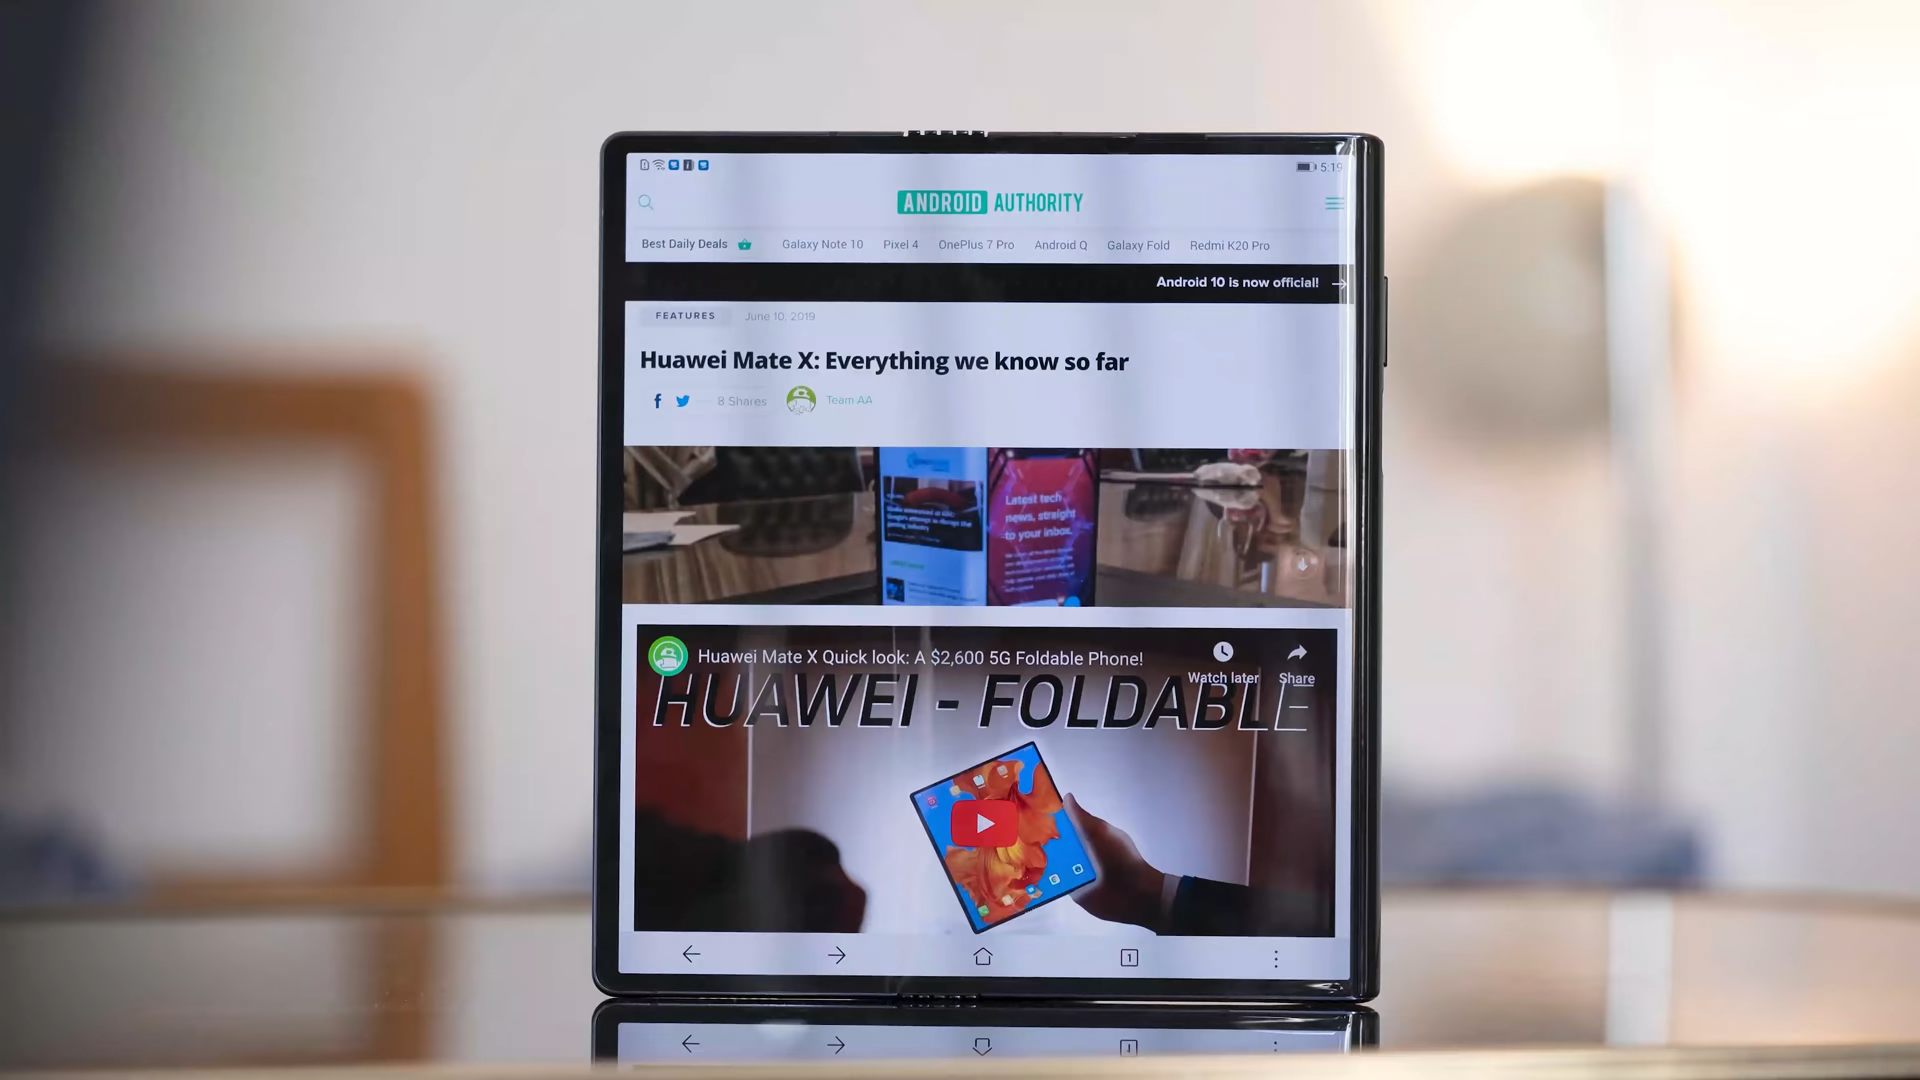 5:19
ANDROID AUTHORITY
Best Daily Deals Galaxy Note 10 Pixel 4 OnePlus 7 Pro Android Q Galaxy Fold Redmi K20 Pro
Android 10 is now official! →
FEATURES June 10, 2019
Huawei Mate X: Everything we know so far
8 Shares Team AA
Latest tech
news, straight
to your inbox.
Huawei Mate X Quick look: A $2,600 5G Foldable Phone!
Watch later Share
HUAWEI - FOLDABLE
1